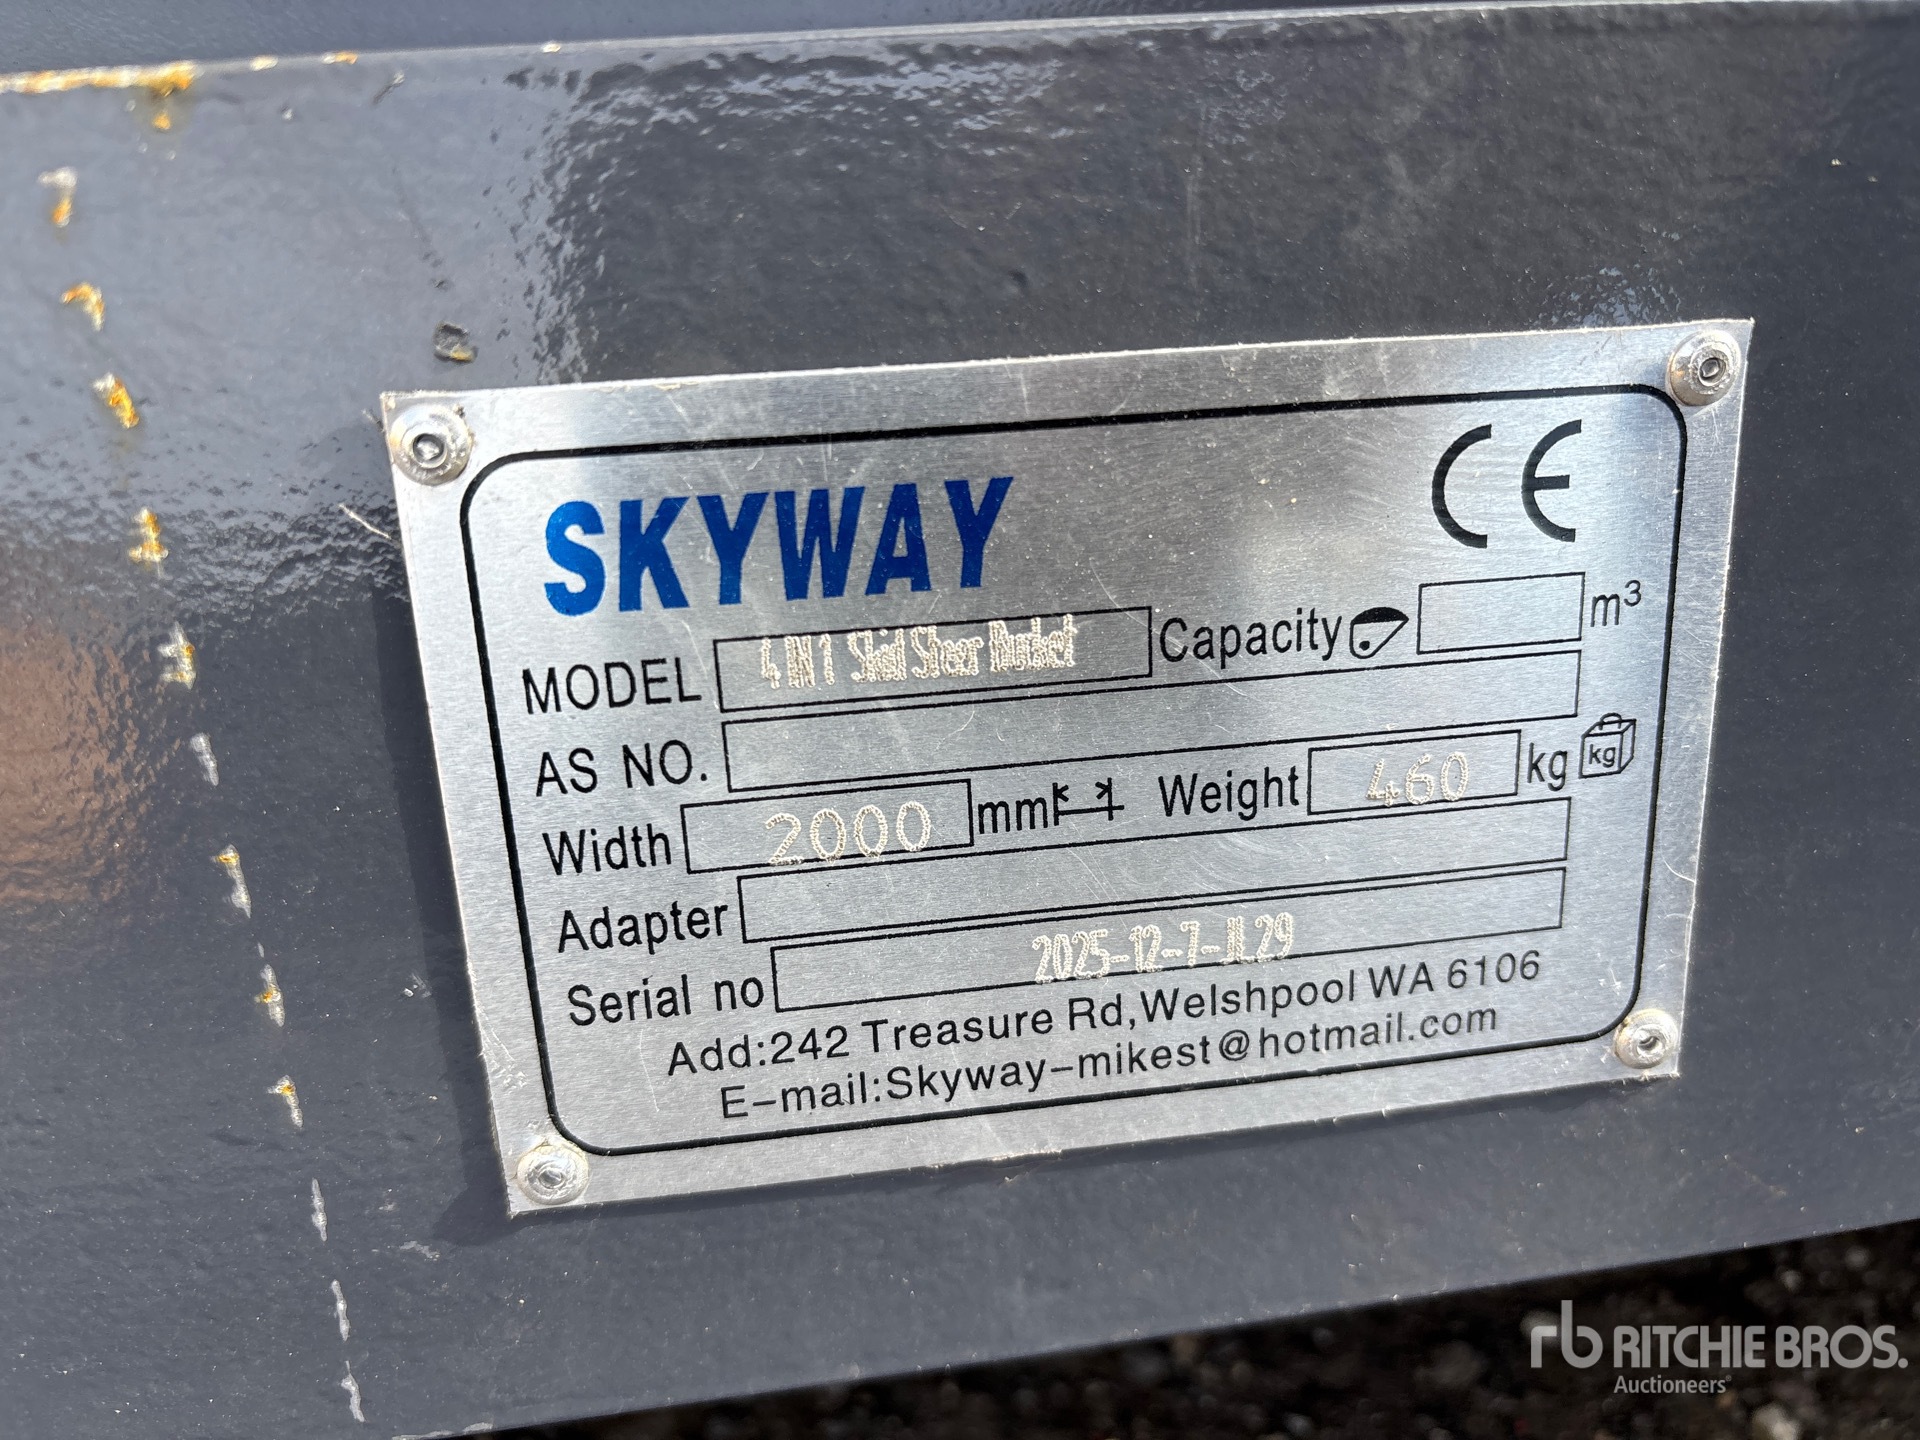 SKYWAY CE
MODEL 4 IN 1 Skid Steer Bucket Capacity m³
AS NO.
Width 2000 mm Weight 460 kg kg
Adapter
Serial no 2025-12-7-JL29
Add:242 Treasure Rd,Welshpool WA 6106
E-mail:Skyway-mikest@hotmail.com
rb RITCHIE BROS.
Auctioneers